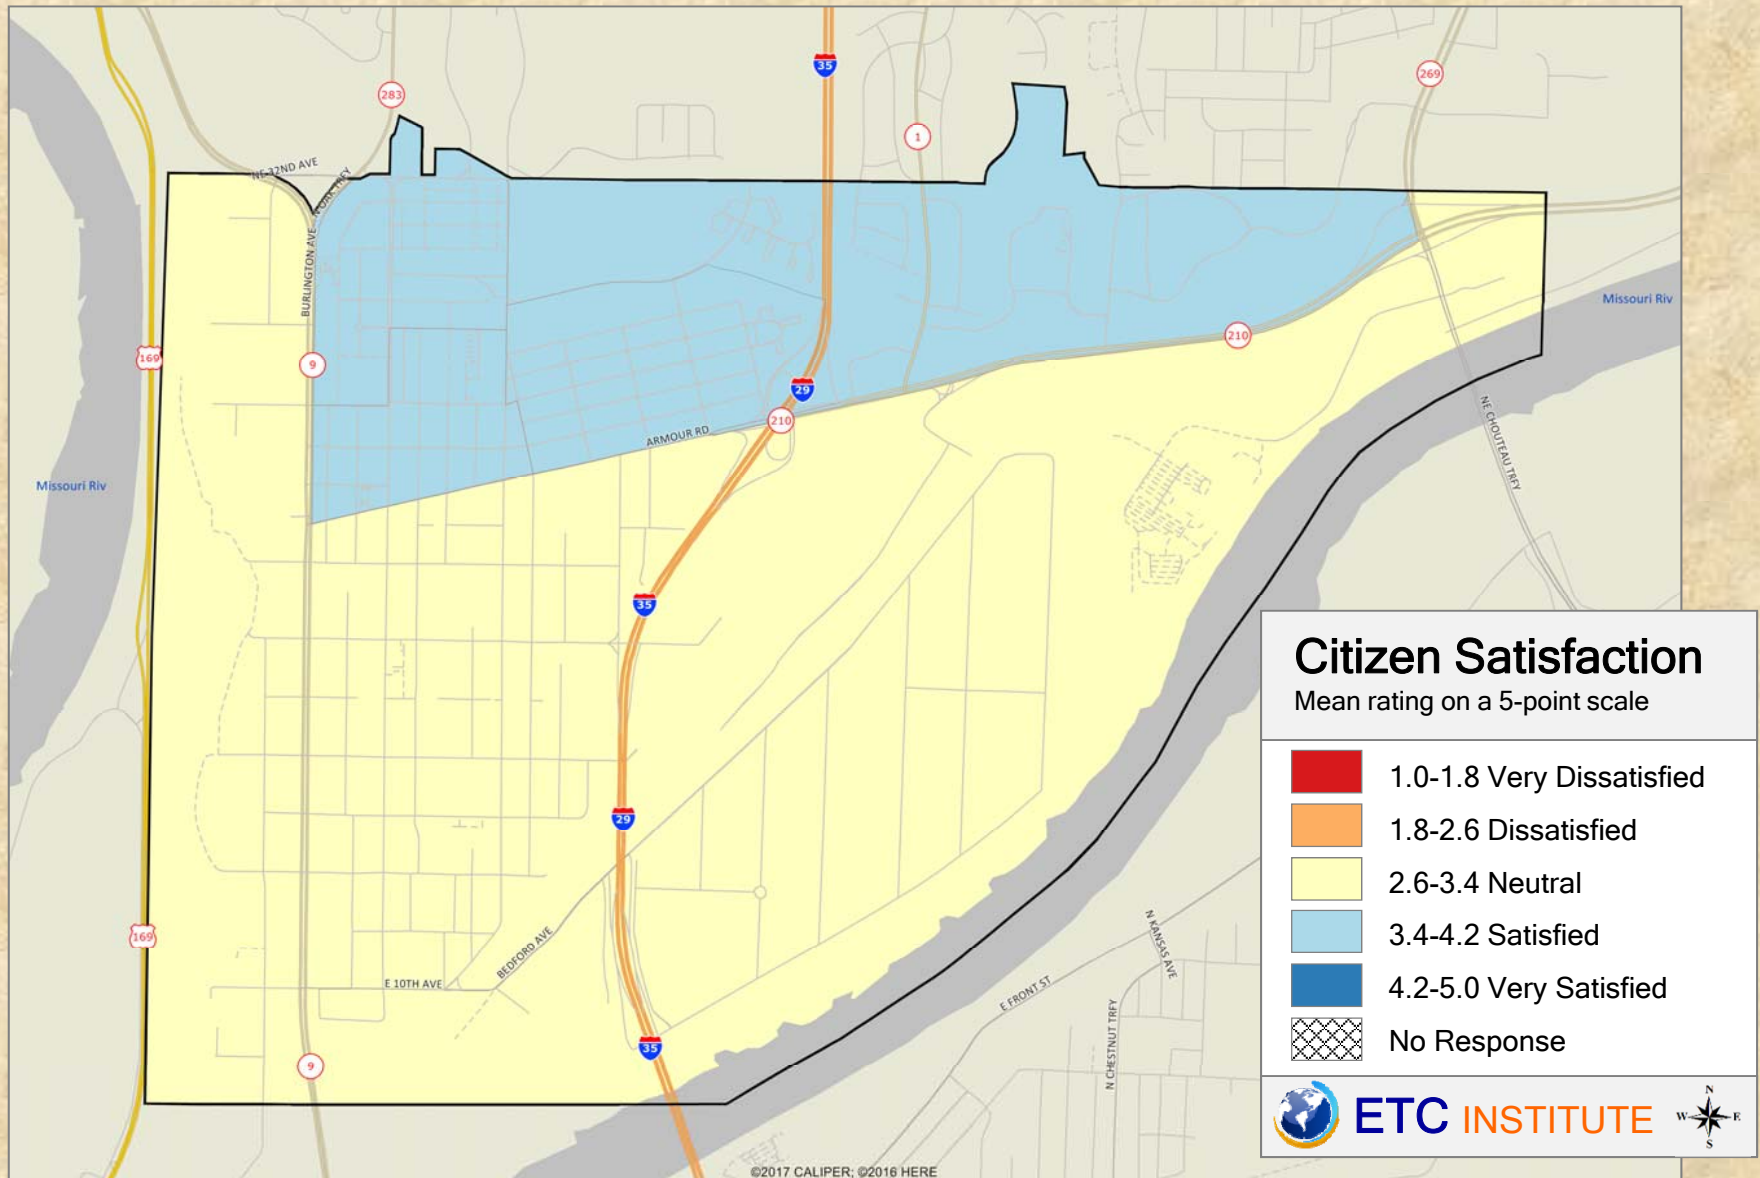 35
283
269
1
NE 32ND AVE
N OAK TRFY
BURLINGTON AVE
Missouri Riv
169
9
210
29
210
ARMOUR RD
NE CHOUTEAU TRFY
Missouri Riv
35
Citizen Satisfaction
Mean rating on a 5-point scale
1.0-1.8 Very Dissatisfied
1.8-2.6 Dissatisfied
2.6-3.4 Neutral
3.4-4.2 Satisfied
4.2-5.0 Very Satisfied
No Response
29
169
BEDFORD AVE
E 10TH AVE
N KANSAS AVE
E FRONT ST
N CHESTNUT TRFY
35
9
ETC INSTITUTE
N
W E
S
©2017 CALIPER; ©2016 HERE